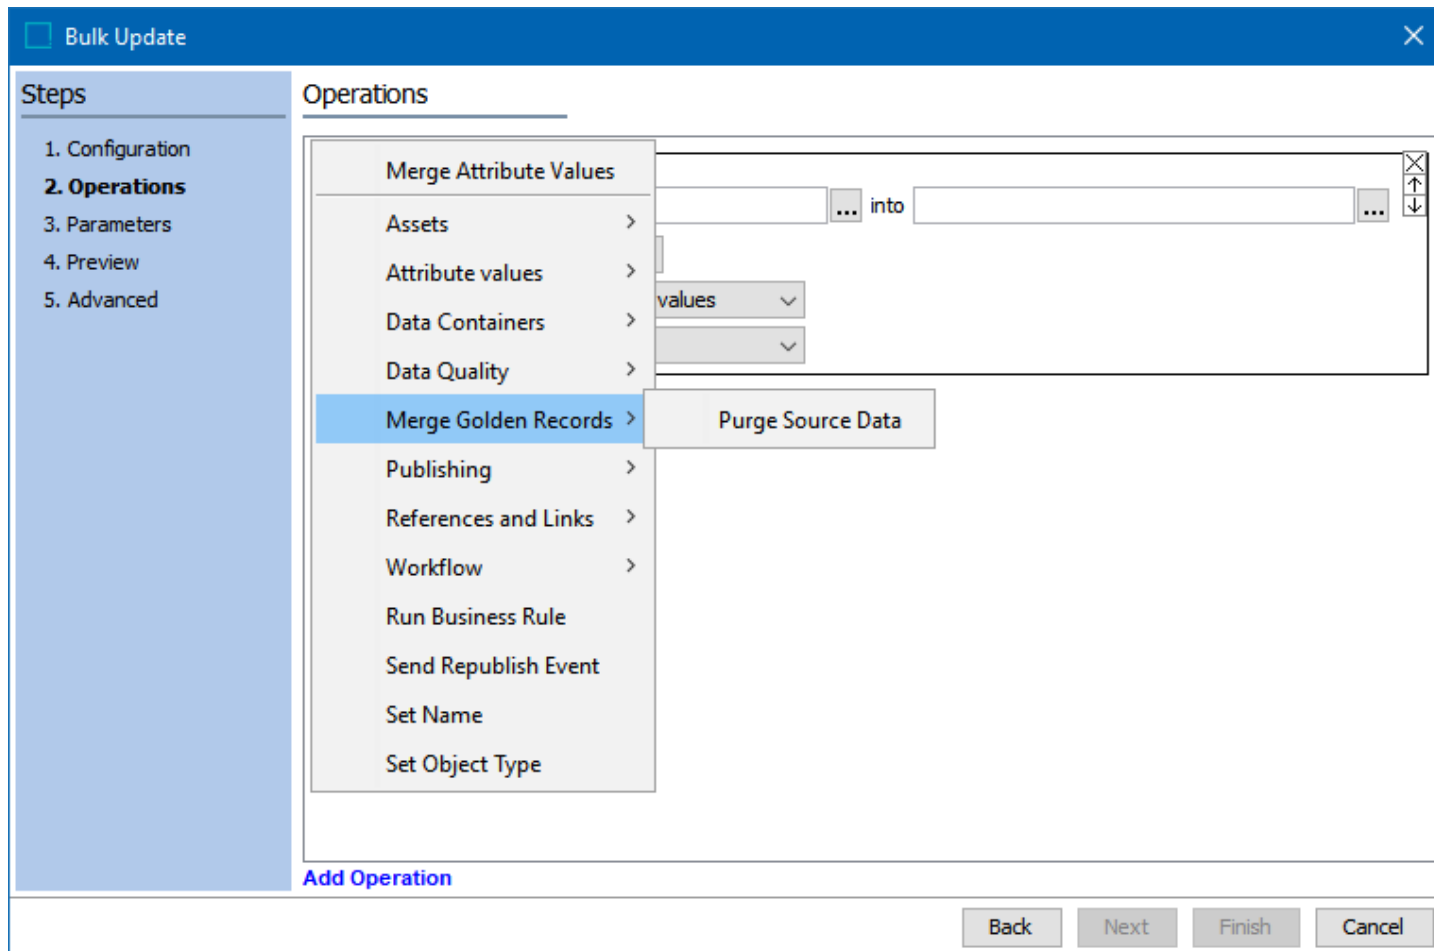 Bulk Update
Steps
1. Configuration
2. Operations
3. Parameters
4. Preview
5. Advanced
Operations
Merge Attribute Values
... into ...
Assets
Attribute values
values
Data Containers
Data Quality
Merge Golden Records
Purge Source Data
Publishing
References and Links
Workflow
Run Business Rule
Send Republish Event
Set Name
Set Object Type
Add Operation
Back Next Finish Cancel